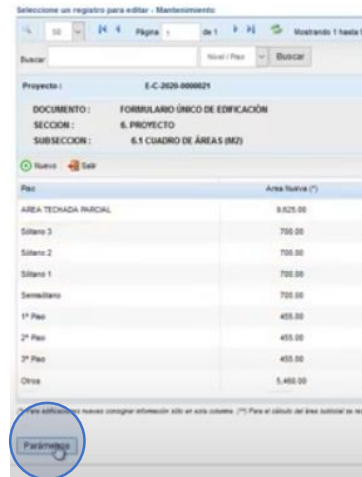 Seleccione un registro para editar - Mantenimiento
50 Página 1 de 1 Mostrando 1 hasta
Buscar Nivel / Piso Buscar
Proyecto : E-C-2020-0000021
DOCUMENTO : FORMULARIO ÚNICO DE EDIFICACIÓN
SECCION : 6. PROYECTO
SUBSECCION : 6.1 CUADRO DE ÁREAS (M2)
Nuevo Salir
Piso Area Nueva (*)
AREA TECHADA PARCIAL 9,625.00
Sótano 3 700.00
Sótano 2 700.00
Sótano 1 700.00
Semisótano 700.00
1° Piso 455.00
2° Piso 455.00
3° Piso 455.00
Otros 5,460.00
(*) Para edificaciones nuevas consignar información sólo en esta columna. (**) Para el cálculo del área subtotal se
Parámetros